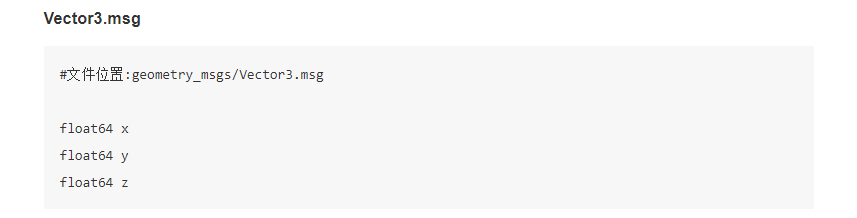 Vector3.msg
#文件位置:geometry_msgs/Vector3.msg
float64 x
float64 y
float64 z